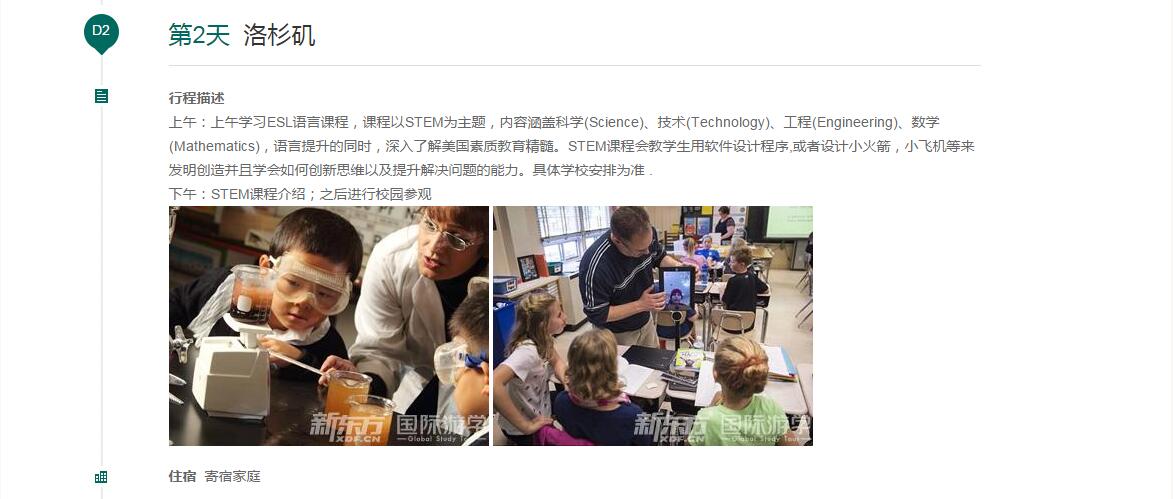 D2
第2天 洛杉矶
行程描述
上午：上午学习ESL语言课程，课程以STEM为主题，内容涵盖科学(Science)、技术(Technology)、工程(Engineering)、数学
(Mathematics)，语言提升的同时，深入了解美国素质教育精髓。STEM课程会教学生用软件设计程序,或者设计小火箭，小飞机等来
发明创造并且学会如何创新思维以及提升解决问题的能力。具体学校安排为准 .
下午：STEM课程介绍；之后进行校园参观
新东方 国际游学
XDF.CN Global Study Tour
新东方 国际游学
XDF.CN Global Study Tour
住宿 寄宿家庭